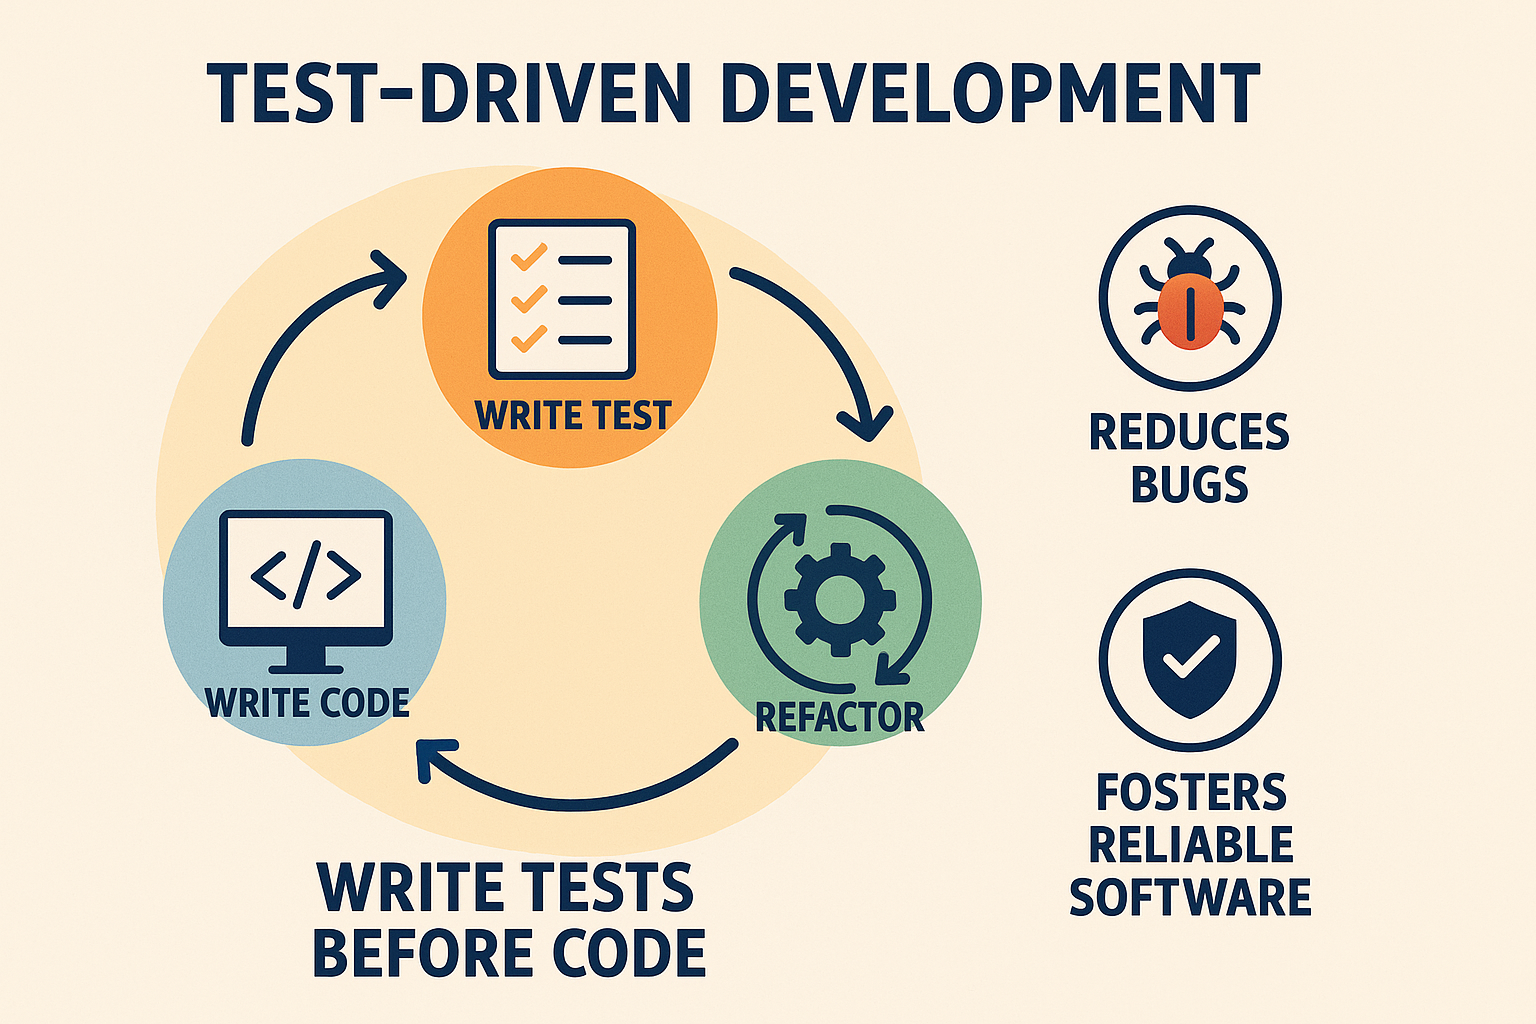 TEST-DRIVEN DEVELOPMENT
WRITE TEST
WRITE CODE
REFACTOR
WRITE TESTS
BEFORE CODE
REDUCES
BUGS
FOSTERS
RELIABLE
SOFTWARE